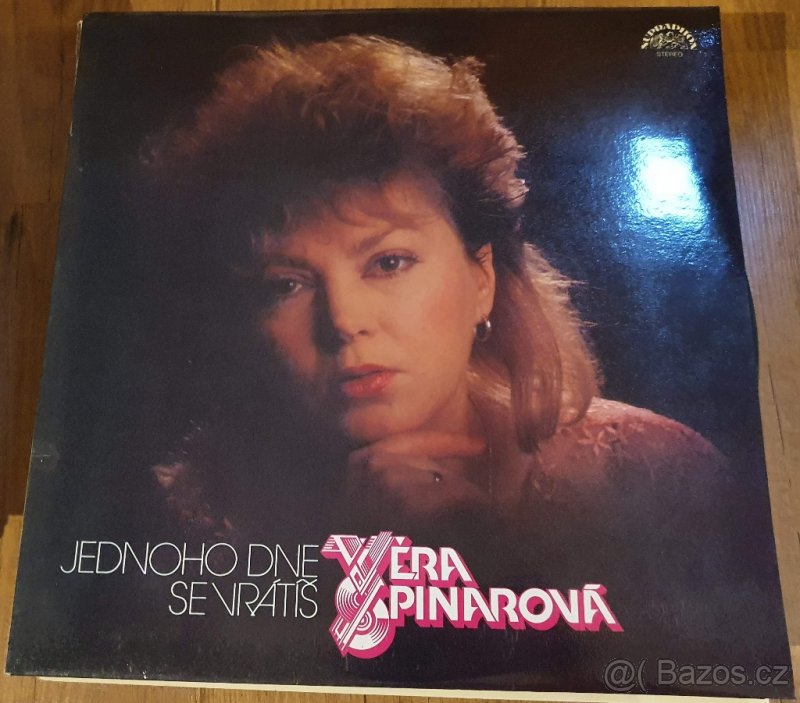 SUPRAPHON
STEREO
JEDNOHO DNE
SE VRÁTÍŠ
VĚRA
ŠPINAROVÁ
@( Bazos.cz